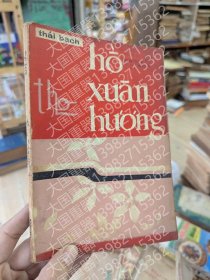 thái bạch
hồ
thơ xuân
hương